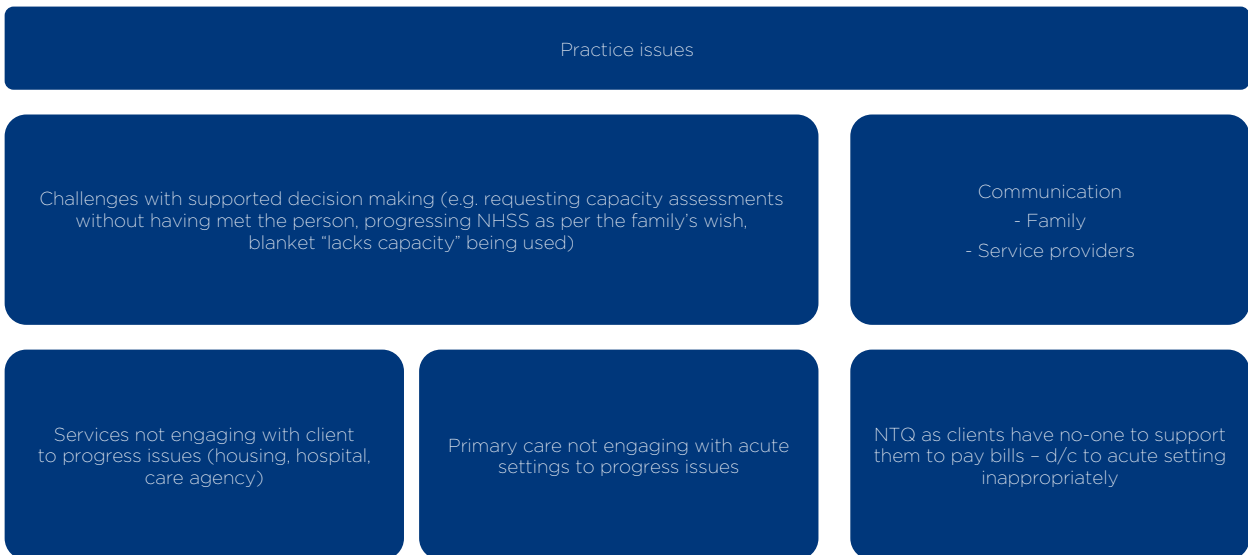 Practice issues
Challenges with supported decision making (e.g. requesting capacity assessments
without having met the person, progressing NHSS as per the family’s wish,
blanket “lacks capacity” being used)
Communication
- Family
- Service providers
Services not engaging with client
to progress issues (housing, hospital,
care agency)
Primary care not engaging with acute
settings to progress issues
NTQ as clients have no-one to support
them to pay bills – d/c to acute setting
inappropriately